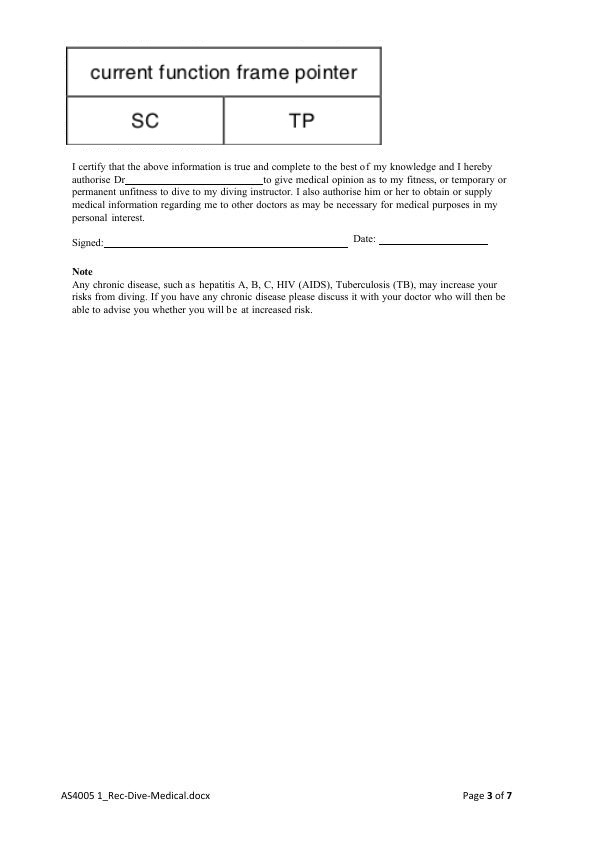 current function frame pointer
SC TP
I certify that the above information is true and complete to the best of my knowledge and I hereby
authorise Dr____________________to give medical opinion as to my fitness, or temporary or
permanent unfitness to dive to my diving instructor. I also authorise him or her to obtain or supply
medical information regarding me to other doctors as may be necessary for medical purposes in my
personal interest.
Signed:____________________ Date: ____________________
Note
Any chronic disease, such as hepatitis A, B, C, HIV (AIDS), Tuberculosis (TB), may increase your
risks from diving. If you have any chronic disease please discuss it with your doctor who will then be
able to advise you whether you will be at increased risk.
AS4005 1_Rec-Dive-Medical.docx Page 3 of 7